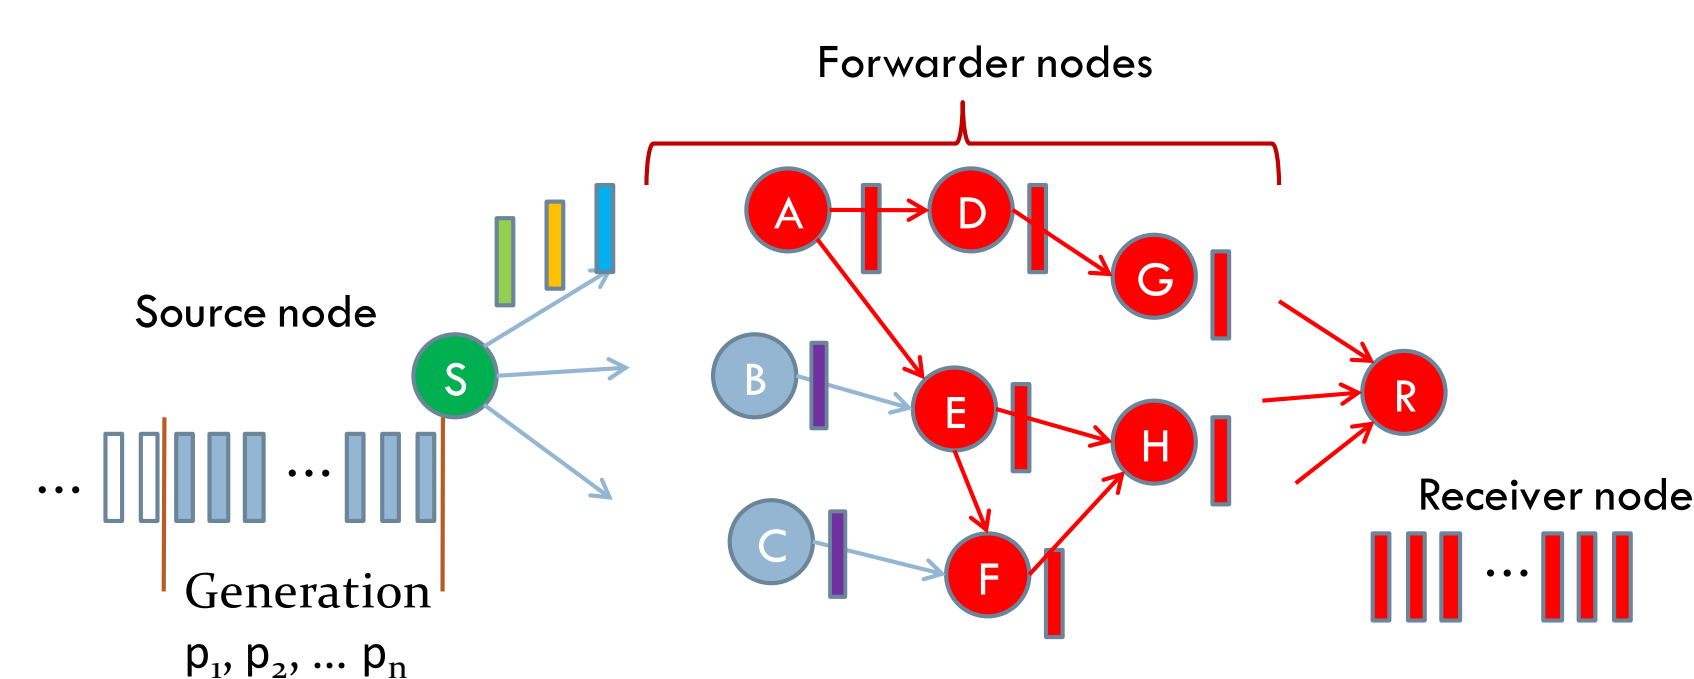 Forwarder nodes
A
D
G
Source node
S
B
E
H
R
C
F
...
...
Receiver node
...
Generation
p₁, p₂, ... pₙ